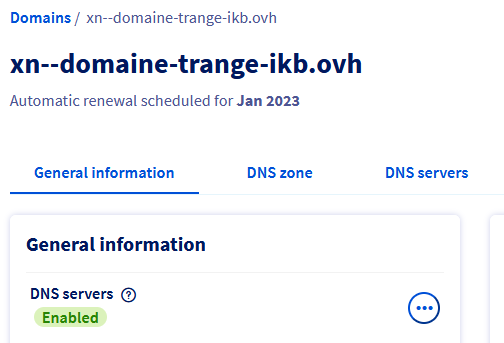 Domains / xn--domaine-trange-ikb.ovh
xn--domaine-trange-ikb.ovh
Automatic renewal scheduled for Jan 2023
General information DNS zone DNS servers
General information
DNS servers ?
Enabled